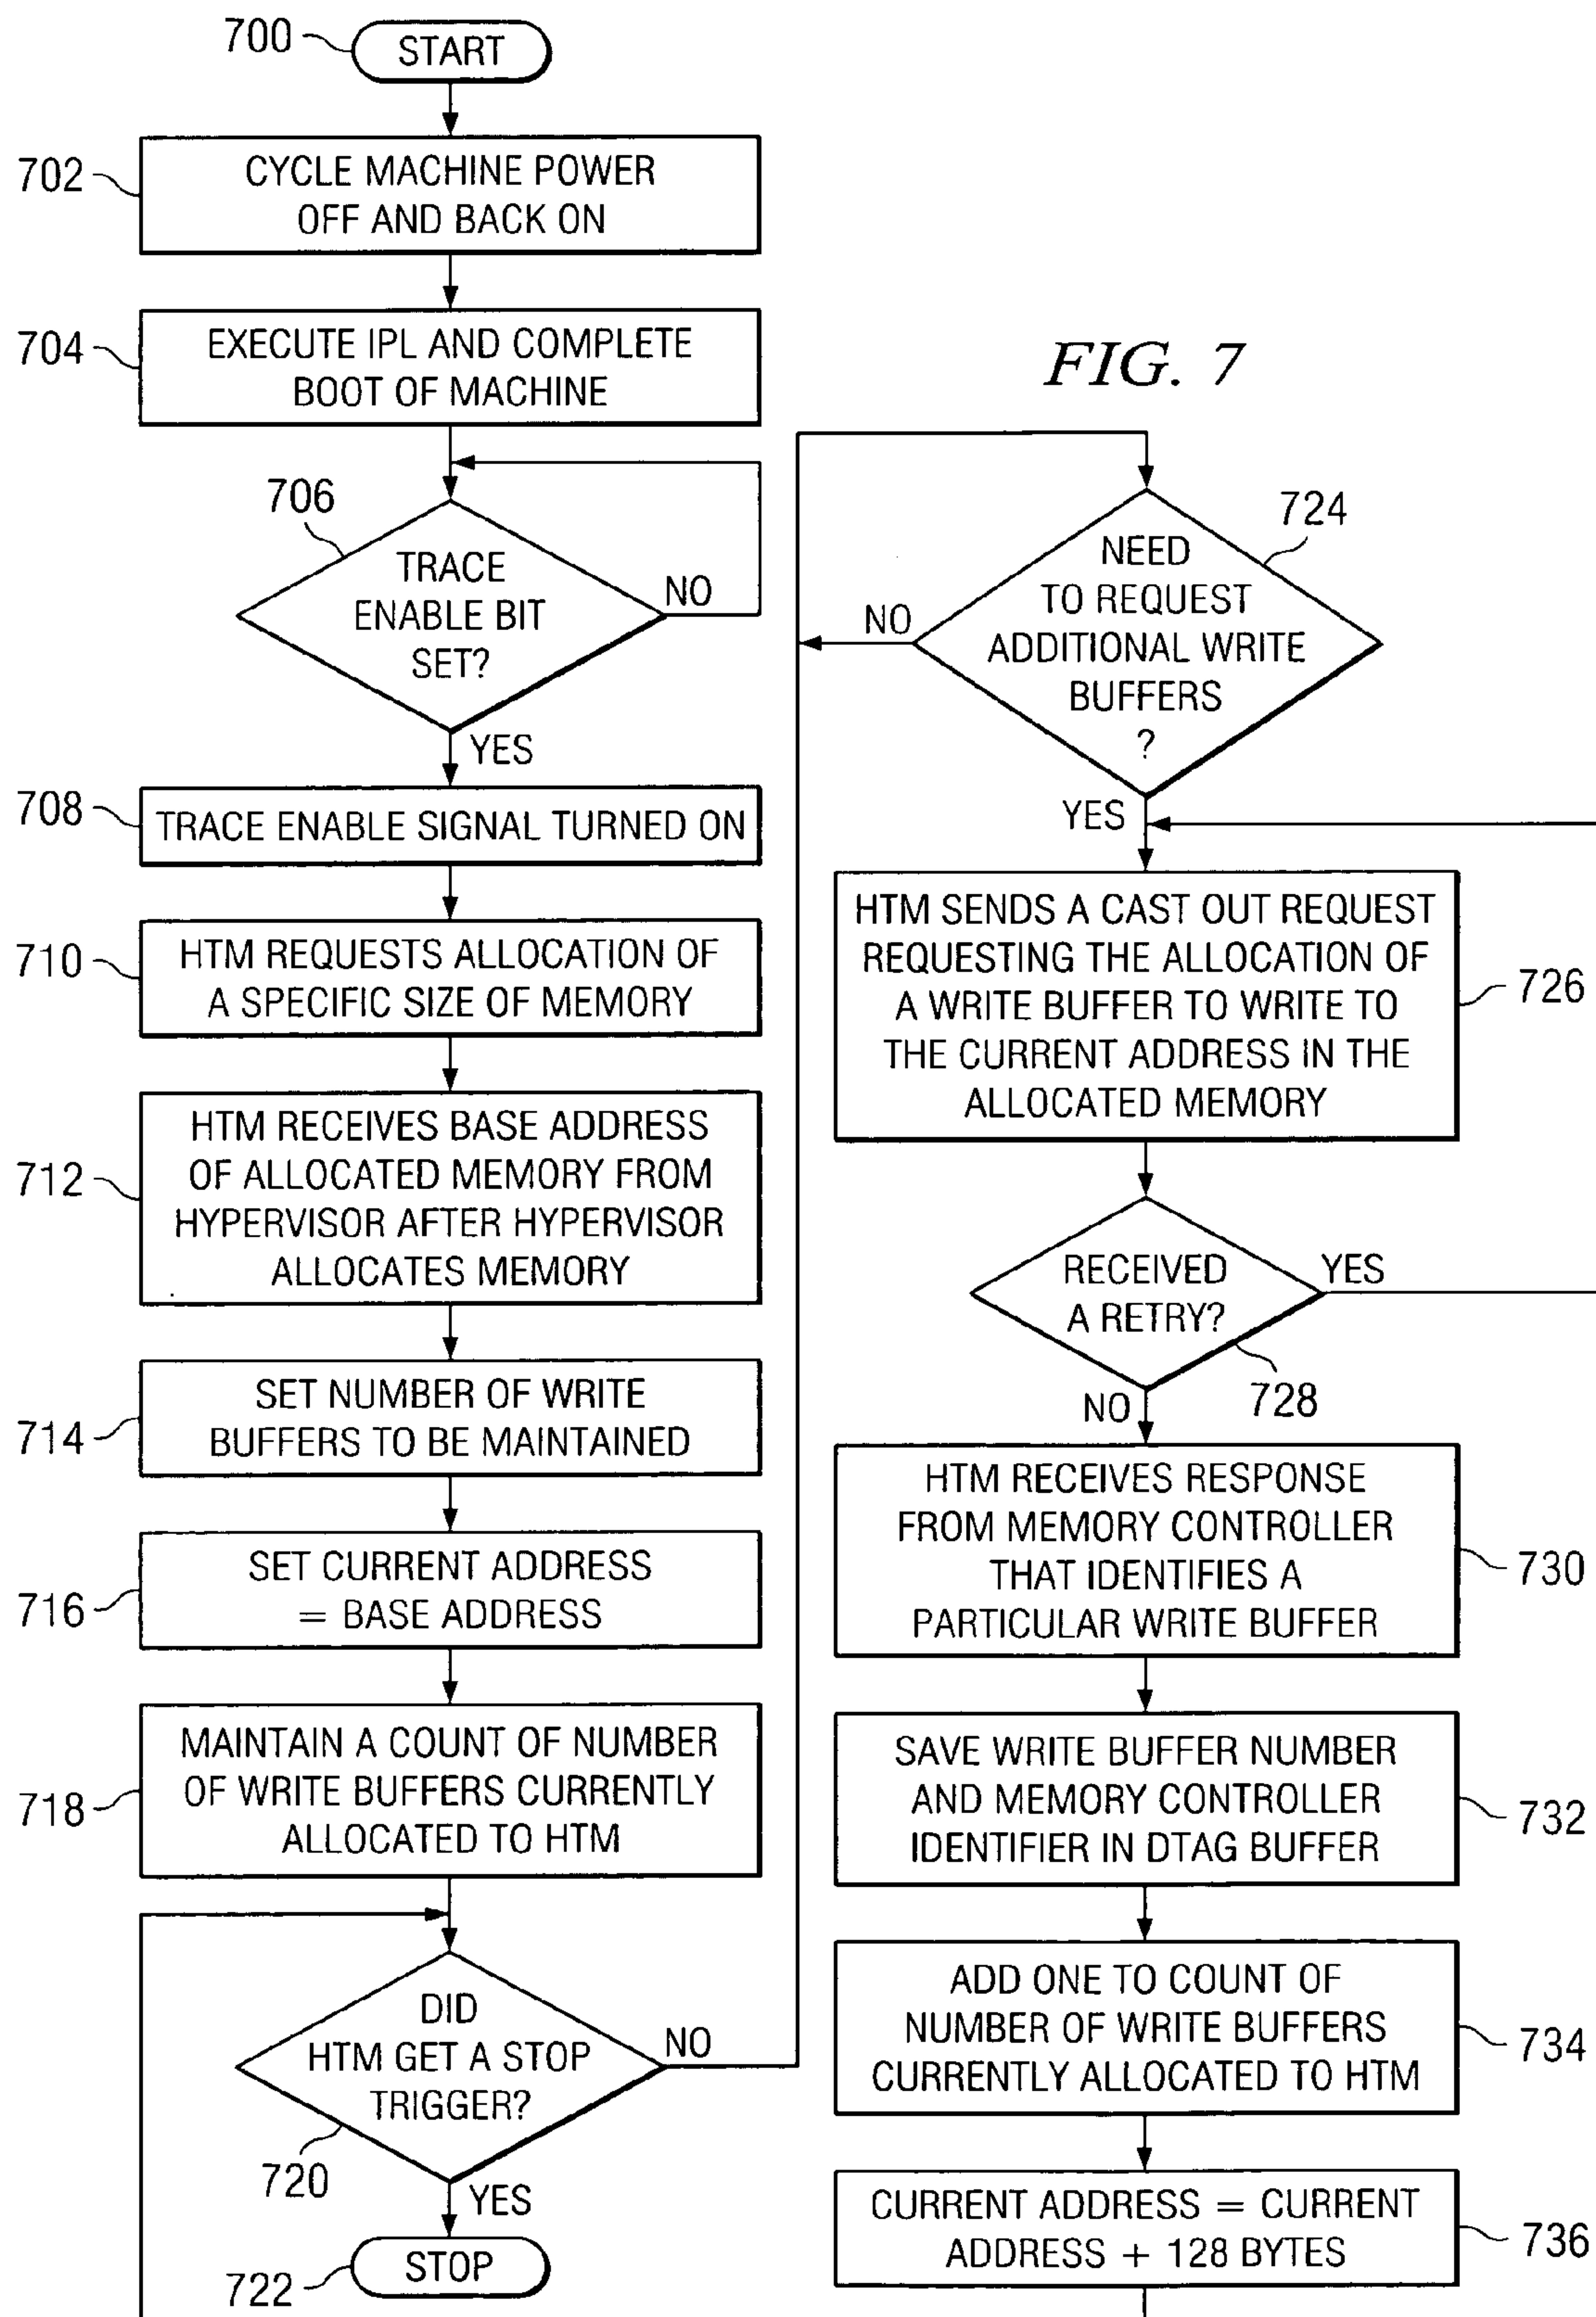 700
START
702
CYCLE MACHINE POWER
OFF AND BACK ON
704
EXECUTE IPL AND COMPLETE
BOOT OF MACHINE
706
TRACE
ENABLE BIT
SET?
NO
YES
708
TRACE ENABLE SIGNAL TURNED ON
710
HTM REQUESTS ALLOCATION OF
A SPECIFIC SIZE OF MEMORY
712
HTM RECEIVES BASE ADDRESS
OF ALLOCATED MEMORY FROM
HYPERVISOR AFTER HYPERVISOR
ALLOCATES MEMORY
714
SET NUMBER OF WRITE
BUFFERS TO BE MAINTAINED
716
SET CURRENT ADDRESS
= BASE ADDRESS
718
MAINTAIN A COUNT OF NUMBER
OF WRITE BUFFERS CURRENTLY
ALLOCATED TO HTM
DID
HTM GET A STOP
TRIGGER?
NO
720
YES
722
STOP
FIG. 7
724
NEED
TO REQUEST
ADDITIONAL WRITE
BUFFERS
?
NO
YES
HTM SENDS A CAST OUT REQUEST
REQUESTING THE ALLOCATION OF
A WRITE BUFFER TO WRITE TO
THE CURRENT ADDRESS IN THE
ALLOCATED MEMORY
726
RECEIVED
A RETRY?
YES
728
NO
HTM RECEIVES RESPONSE
FROM MEMORY CONTROLLER
THAT IDENTIFIES A
PARTICULAR WRITE BUFFER
730
SAVE WRITE BUFFER NUMBER
AND MEMORY CONTROLLER
IDENTIFIER IN DTAG BUFFER
732
ADD ONE TO COUNT OF
NUMBER OF WRITE BUFFERS
CURRENTLY ALLOCATED TO HTM
734
CURRENT ADDRESS = CURRENT
ADDRESS + 128 BYTES
736